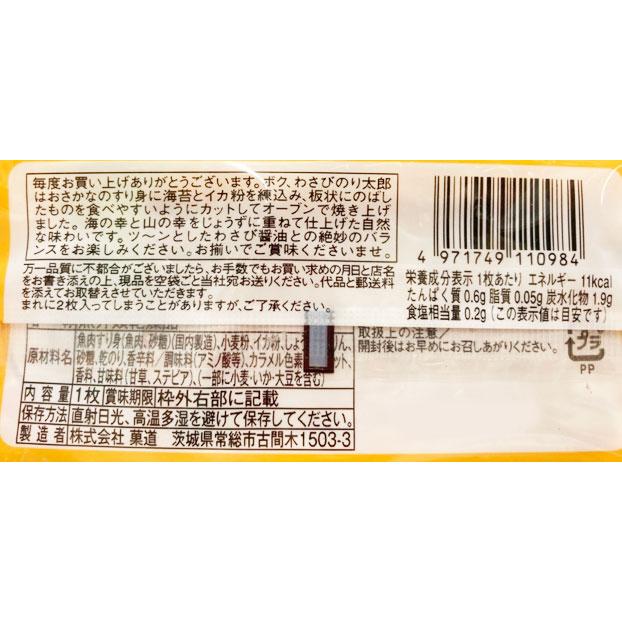 毎度お買い上げありがとうございます。ボク、わさびのり太郎
はおさかなのすり身に海苔とイカ粉を練込み、板状にのばし
たものを食べやすいようにカットしてオーブンで焼き上げ
ました。海の幸と山の幸をじょうずに重ねて仕上げた自然
な味わいです。ツ〜ンとしたわさび醤油との絶妙のバラ
ンスをお楽しみください。お揃いでご賞味くださいませ。
万一品質に不都合がございましたら、お手数でもお買い求めの月日と店名
をお書き添えの上、現品を空袋ごと当社宛お送りください。代品と郵送料
を添えてお取替えさせていただきます。
まれに2枚入ってしまうことがありますが、ご了承ください。
4 971749 110984
栄養成分表示 1枚あたり エネルギー 11kcal
たんぱく質 0.6g 脂質 0.05g 炭水化物 1.9g
食塩相当量 0.2g (この表示値は目安です)
原材料名
魚肉すり身(魚肉、砂糖)(国内製造)、小麦粉、イカ粉、しょ
砂糖、乾のり、香辛料/調味料(アミノ酸等)、カラメル色素
香料、甘味料(甘草、ステビア)、(一部に小麦・いか・大豆を含む)
内容量 1枚 賞味期限 枠外右部に記載
保存方法 直射日光、高温多湿を避けて保存してください。
製造者 株式会社 菓道 茨城県常総市古間木1503-3
取扱上の注意/
開封後はお早めにお召しあがりください。
プラ
PP